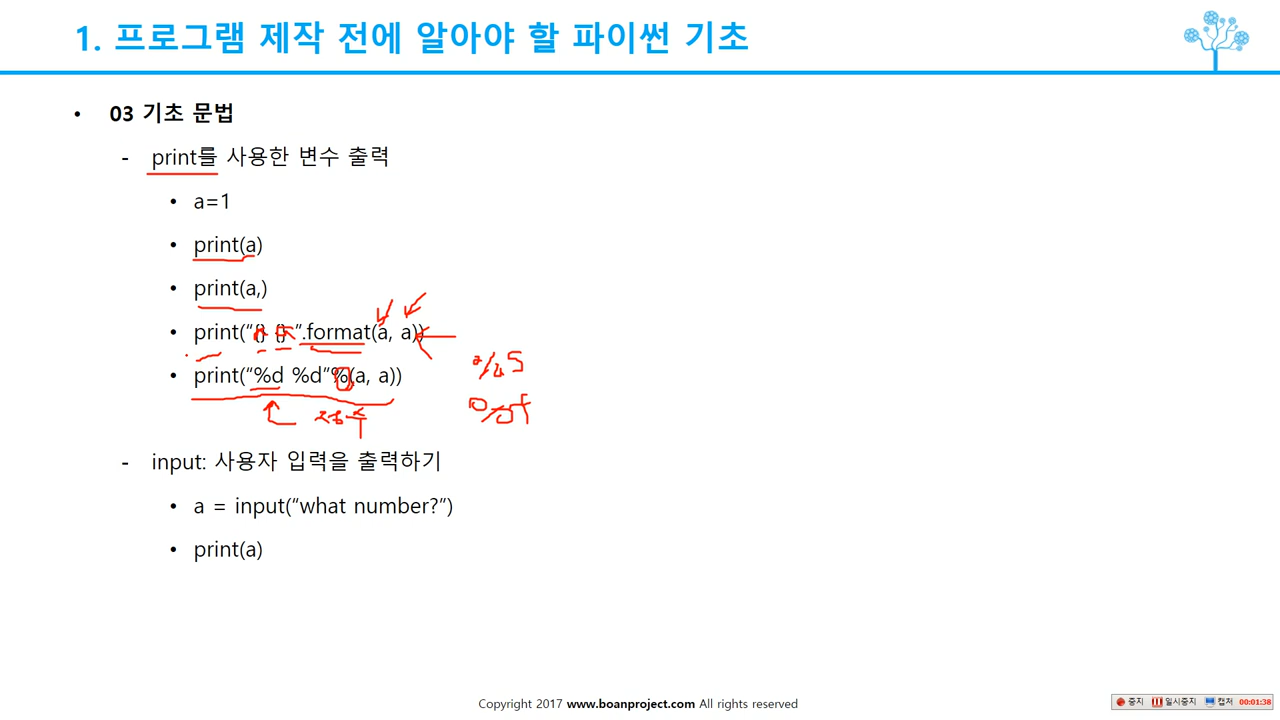 1. 프로그램 제작 전에 알아야 할 파이썬 기초
• 03 기초 문법
- print를 사용한 변수 출력
• a=1
• print(a)
• print(a,)
• print(“{} {} ”.format(a, a))
• print(“%d %d”%(a, a))
%s
%f
정수
- input: 사용자 입력을 출력하기
• a = input(“what number?”)
• print(a)
Copyright 2017 www.boanproject.com All rights reserved
중지 일시중지 캡처 00:01:38